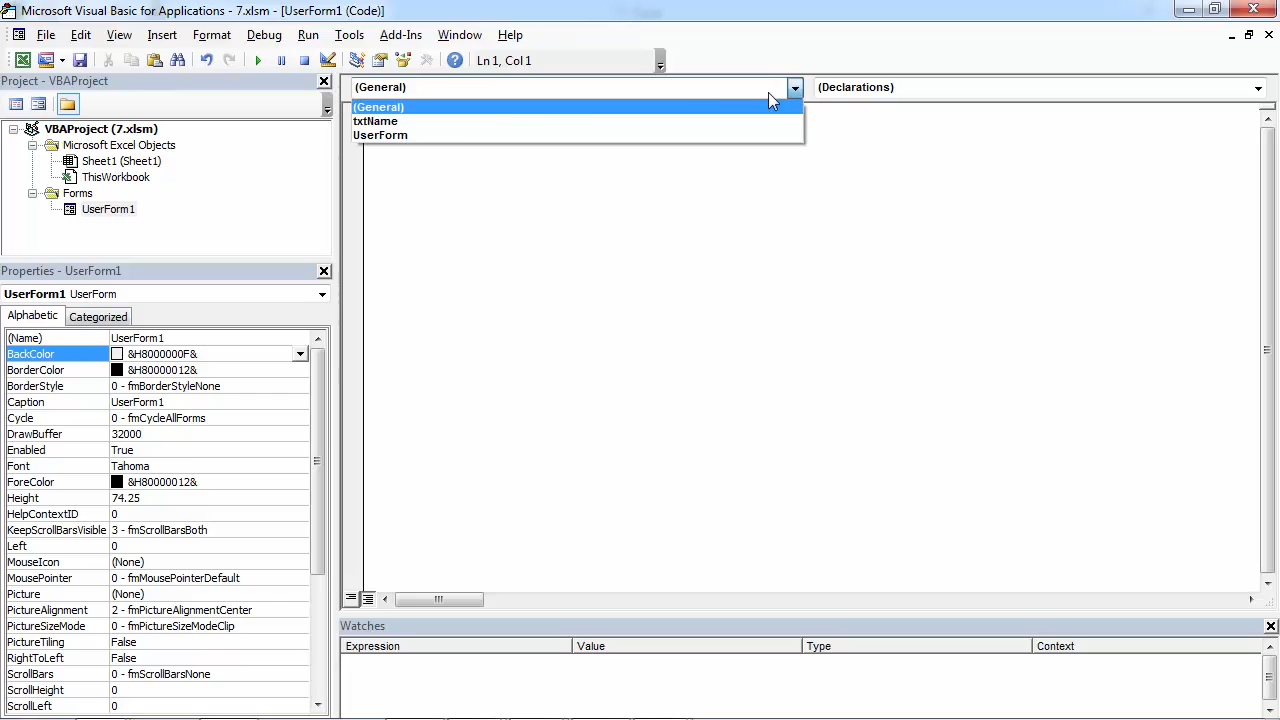 Microsoft Visual Basic for Applications - 7.xlsm - [UserForm1 (Code)]
File Edit View Insert Format Debug Run Tools Add-Ins Window Help
Ln 1, Col 1
Project - VBAProject
(General)
(Declarations)
(General)
txtName
UserForm
VBAProject (7.xlsm)
Microsoft Excel Objects
Sheet1 (Sheet1)
ThisWorkbook
Forms
UserForm1
Properties - UserForm1
UserForm1 UserForm
Alphabetic Categorized
(Name) UserForm1
BackColor &H8000000F&
BorderColor &H80000012&
BorderStyle 0 - fmBorderStyleNone
Caption UserForm1
Cycle 0 - fmCycleAllForms
DrawBuffer 32000
Enabled True
Font Tahoma
ForeColor &H80000012&
Height 74.25
HelpContextID 0
KeepScrollBarsVisible 3 - fmScrollBarsBoth
Left 0
MouseIcon (None)
MousePointer 0 - fmMousePointerDefault
Picture (None)
PictureAlignment 2 - fmPictureAlignmentCenter
PictureSizeMode 0 - fmPictureSizeModeClip
PictureTiling False
RightToLeft False
ScrollBars 0 - fmScrollBarsNone
ScrollHeight 0
ScrollLeft 0
Watches
Expression Value Type Context